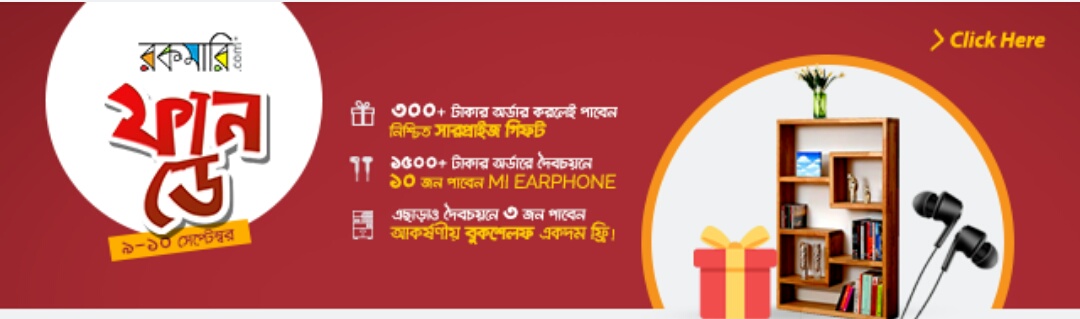 রকমারি.com
ফান
ডে
৯-১০ সেপ্টেম্বর
৩০০+ টাকার অর্ডার করলেই পাবেন
নিশ্চিত সারপ্রাইজ গিফট
১৫০০+ টাকার অর্ডারে দৈবচয়নে
১০ জন পাবেন MI EARPHONE
এছাড়াও দৈবচয়নে ৩ জন পাবেন
আকর্ষণীয় বুকশেলফ একদম ফ্রি!
> Click Here